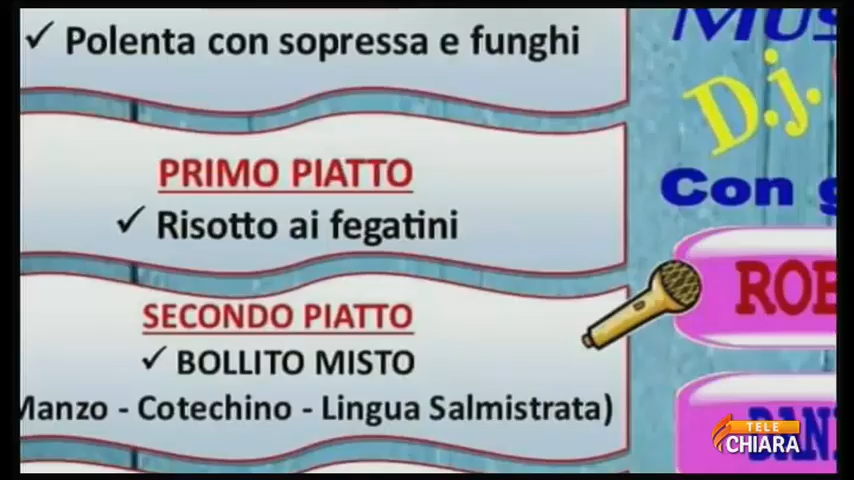 ✓ Polenta con sopressa e funghi
PRIMO PIATTO
✓ Risotto ai fegatini
SECONDO PIATTO
✓ BOLLITO MISTO
Manzo - Cotechino - Lingua Salmistrata)
D.j.
Con
TELE
CHIARA